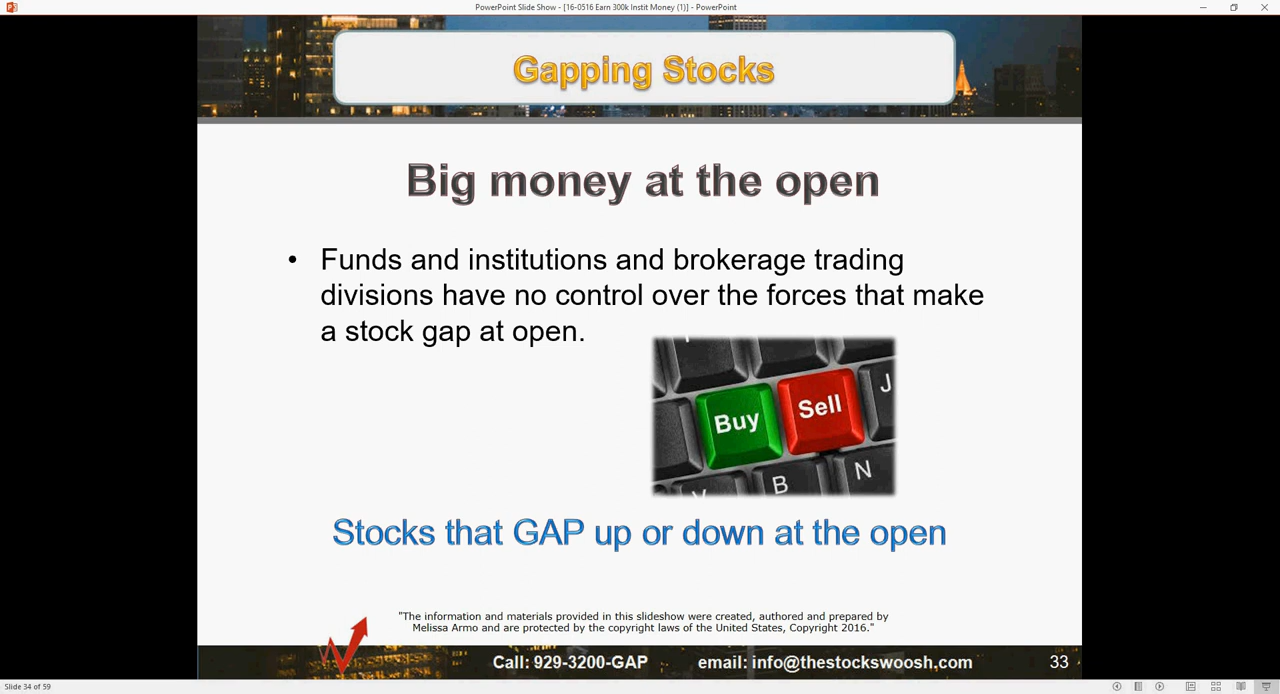 PowerPoint Slide Show - [16-0516 Earn 300k Instit Money (1)] - PowerPoint
Gapping Stocks
Big money at the open
• Funds and institutions and brokerage trading
divisions have no control over the forces that make
a stock gap at open.
J
Buy
Sell
V
B
N
Stocks that GAP up or down at the open
"The information and materials provided in this slideshow were created, authored and prepared by
Melissa Armo and are protected by the copyright laws of the United States, Copyright 2016."
Call: 929-3200-GAP email: info@thestockswoosh.com 33
Slide 34 of 59